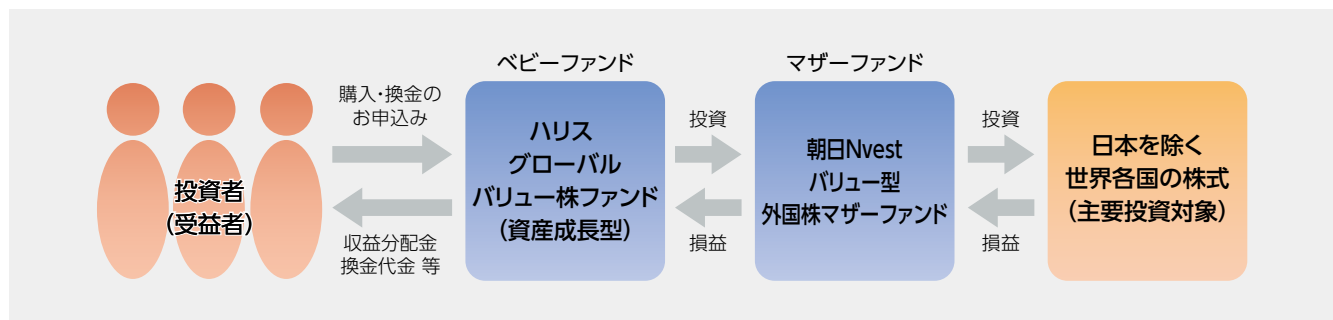 投資者
(受益者)
購入・換金の
お申込み
収益分配金
換金代金 等
ベビーファンド
ハリス
グローバル
バリュー株ファンド
(資産成長型)
投資
損益
マザーファンド
朝日Nvest
バリュー型
外国株マザーファンド
投資
損益
日本を除く
世界各国の株式
(主要投資対象)